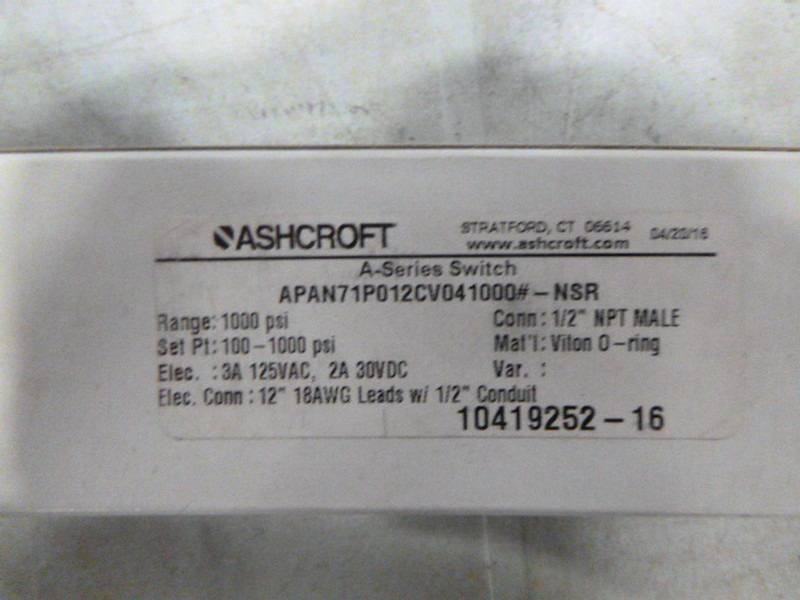 ASHCROFT STRATFORD, CT 06614 04/20/16
www.ashcroft.com
A-Series Switch
APAN71P012CV041000#-NSR
Range: 1000 psi Conn: 1/2" NPT MALE
Set Pt: 100-1000 psi Mat'l: Viton O-ring
Elec. : 3A 125VAC, 2A 30VDC Var. :
Elec. Conn: 12" 18AWG Leads w/ 1/2" Conduit
10419252-16